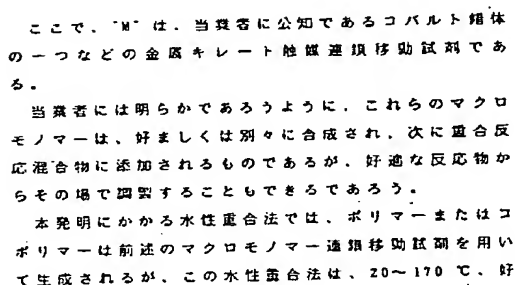 ここで、"M" は、当業者に公知であるコバルト錯体
の一つなどの金属キレート触媒連鎖移動試剤であ
る。
当業者には明らかであろうように、これらのマクロ
モノマーは、好ましくは別々に合成され、次に重合反
応混合物に添加されるものであるが、好適な反応物か
らその場で調製することもできるであろう。
本発明にかかる水性重合法では、ポリマーまたはコ
ポリマーは前述のマクロモノマー連鎖移動試剤を用い
て生成されるが、この水性重合法は、20~170 ℃、好